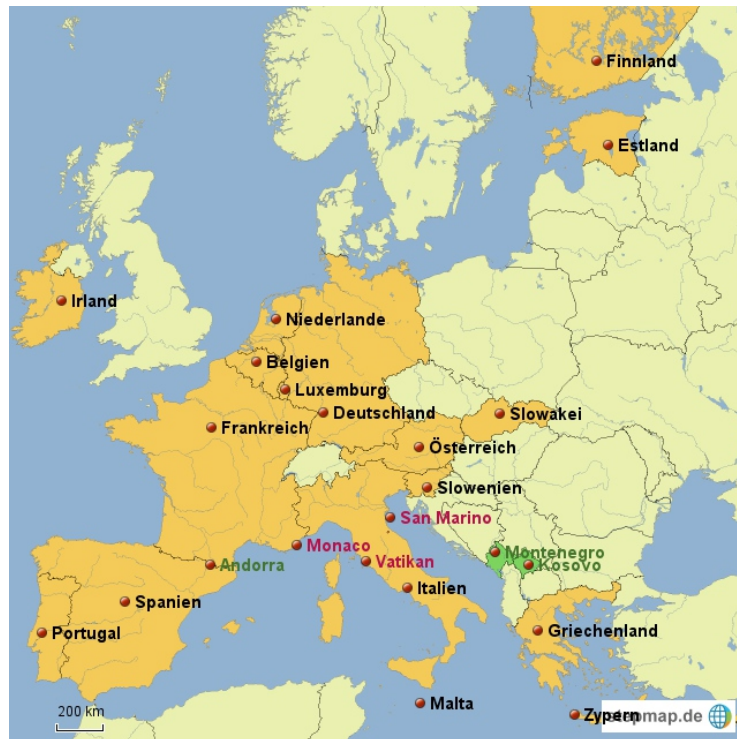 Finnland
Estland
Irland
Niederlande
Belgien
Luxemburg
Deutschland
Slowakei
Frankreich
Österreich
Slowenien
San Marino
Monaco
Montenegro
Vatikan
Andorra
Kosovo
Italien
Spanien
Portugal
Griechenland
Malta
200 km
Zypern
stepmap.de